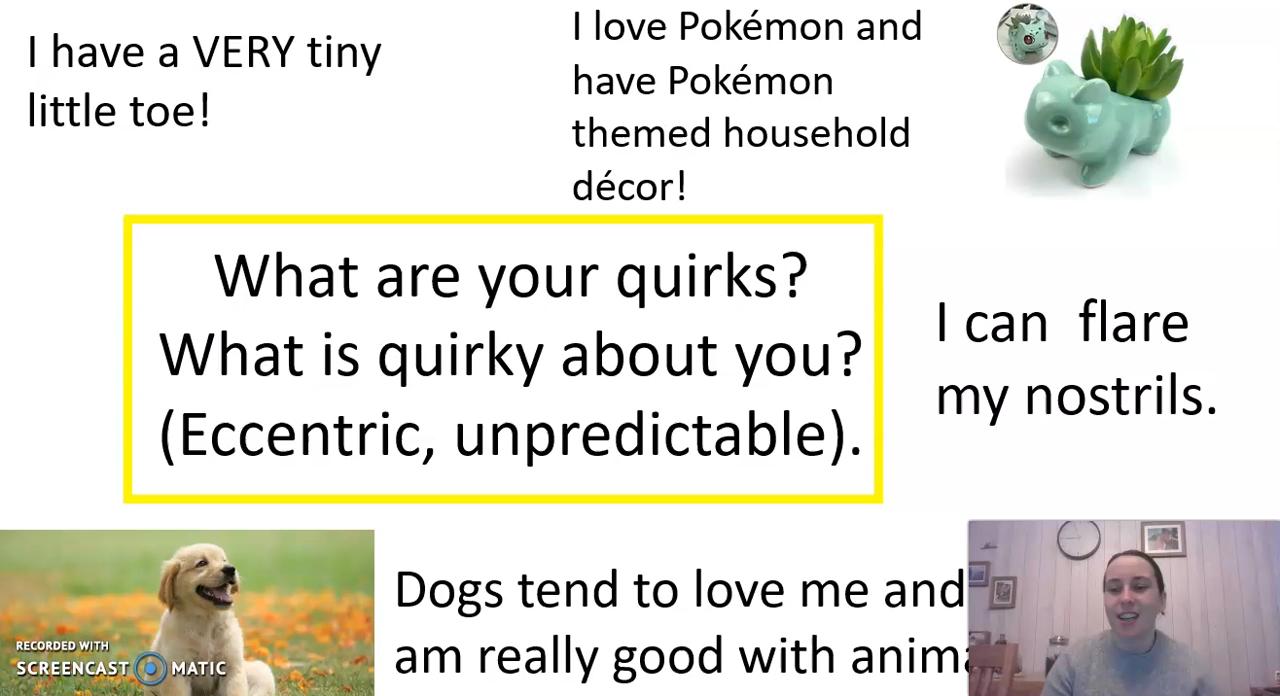 I have a VERY tiny
little toe!
I love Pokémon and
have Pokémon
themed household
décor!
What are your quirks?
What is quirky about you?
(Eccentric, unpredictable).
I can flare
my nostrils.
Dogs tend to love me and
am really good with
RECORDED WITH
SCREENCAST MATIC